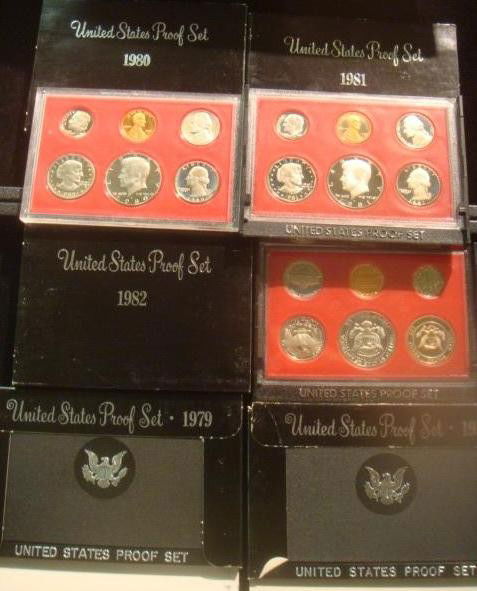 United States Proof Set
1980
United States Proof Set
1981
UNITED STATES PROOF SET
United States Proof Set
1982
UNITED STATES PROOF SET
United States Proof Set · 1979
UNITED STATES PROOF SET
United States Proof Set ·
UNITED STATES PROOF SET